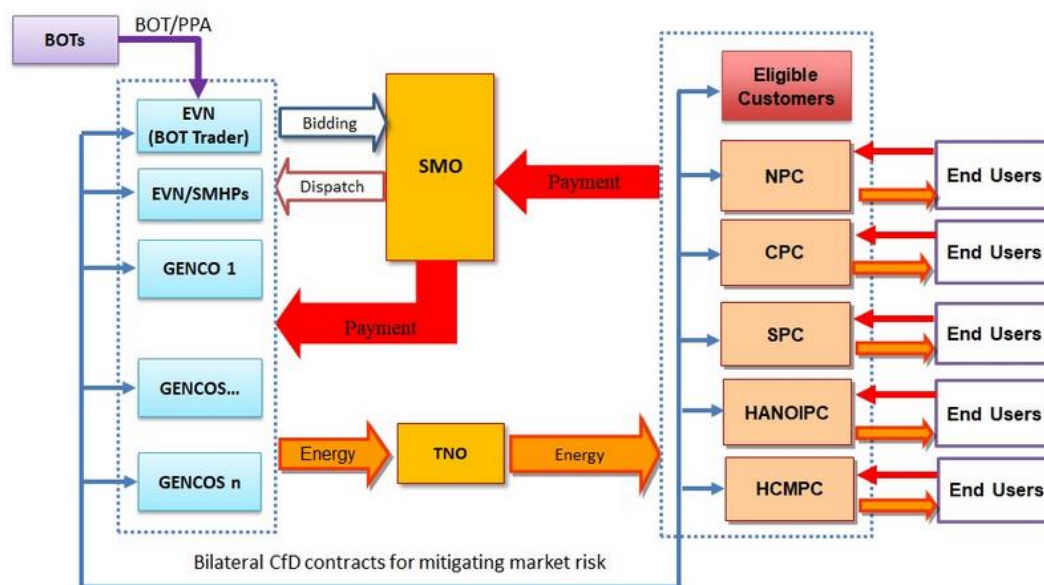 BOTs
BOT/PPA
EVN
(BOT Trader)
EVN/SMHPs
GENCO 1
GENCOS...
GENCOS n
Bidding
Dispatch
SMO
Payment
Payment
Energy
TNO
Energy
Eligible
Customers
NPC
End Users
CPC
End Users
SPC
End Users
HANOIPC
End Users
HCMPC
End Users
Bilateral CfD contracts for mitigating market risk